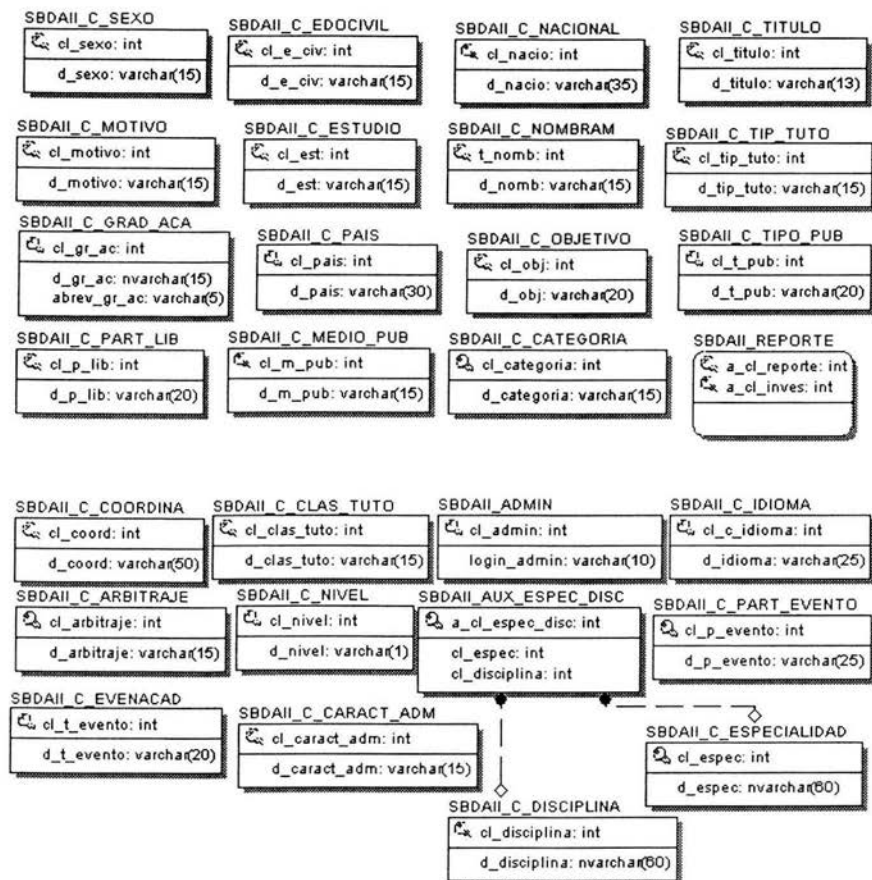 SBDAII_C_SEXO
cl_sexo: int
d_sexo: varchar(15)
SBDAII_C_EDOCIVIL
cl_e_civ: int
d_e_civ: varchar(15)
SBDAII_C_NACIONAL
cl_nacio: int
d_nacio: varchar(35)
SBDAII_C_TITULO
cl_titulo: int
d_titulo: varchar(13)
SBDAII_C_MOTIVO
cl_motivo: int
d_motivo: varchar(15)
SBDAII_C_ESTUDIO
cl_est: int
d_est: varchar(15)
SBDAII_C_NOMBRAM
t_nomb: int
d_nomb: varchar(15)
SBDAII_C_TIP_TUTO
cl_tip_tuto: int
d_tip_tuto: varchar(15)
SBDAII_C_GRAD_ACA
cl_gr_ac: int
d_gr_ac: nvarchar(15)
abrev_gr_ac: varchar(5)
SBDAII_C_PAIS
cl_pais: int
d_pais: varchar(30)
SBDAII_C_OBJETIVO
cl_obj: int
d_obj: varchar(20)
SBDAII_C_TIPO_PUB
cl_t_pub: int
d_t_pub: varchar(20)
SBDAII_C_PART_LIB
cl_p_lib: int
d_p_lib: varchar(20)
SBDAII_C_MEDIO_PUB
cl_m_pub: int
d_m_pub: varchar(15)
SBDAII_C_CATEGORIA
cl_categoria: int
d_categoria: varchar(15)
SBDAII_REPORTE
a_cl_reporte: int
a_cl_inves: int
SBDAII_C_COORDINA
cl_coord: int
d_coord: varchar(50)
SBDAII_C_CLAS_TUTO
cl_clas_tuto: int
d_clas_tuto: varchar(15)
SBDAII_ADMIN
cl_admin: int
login_admin: varchar(10)
SBDAII_C_IDIOMA
cl_c_idioma: int
d_idioma: varchar(25)
SBDAII_C_ARBITRAJE
cl_arbitraje: int
d_arbitraje: varchar(15)
SBDAII_C_NIVEL
cl_nivel: int
d_nivel: varchar(1)
SBDAII_AUX_ESPEC_DISC
a_cl_espec_disc: int
cl_espec: int
cl_disciplina: int
SBDAII_C_PART_EVENTO
cl_p_evento: int
d_p_evento: varchar(25)
SBDAII_C_EVENACAD
cl_t_evento: int
d_t_evento: varchar(20)
SBDAII_C_CARACT_ADM
cl_caract_adm: int
d_caract_adm: varchar(15)
SBDAII_C_ESPECIALIDAD
cl_espec: int
d_espec: nvarchar(60)
SBDAII_C_DISCIPLINA
cl_disciplina: int
d_disciplina: nvarchar(60)